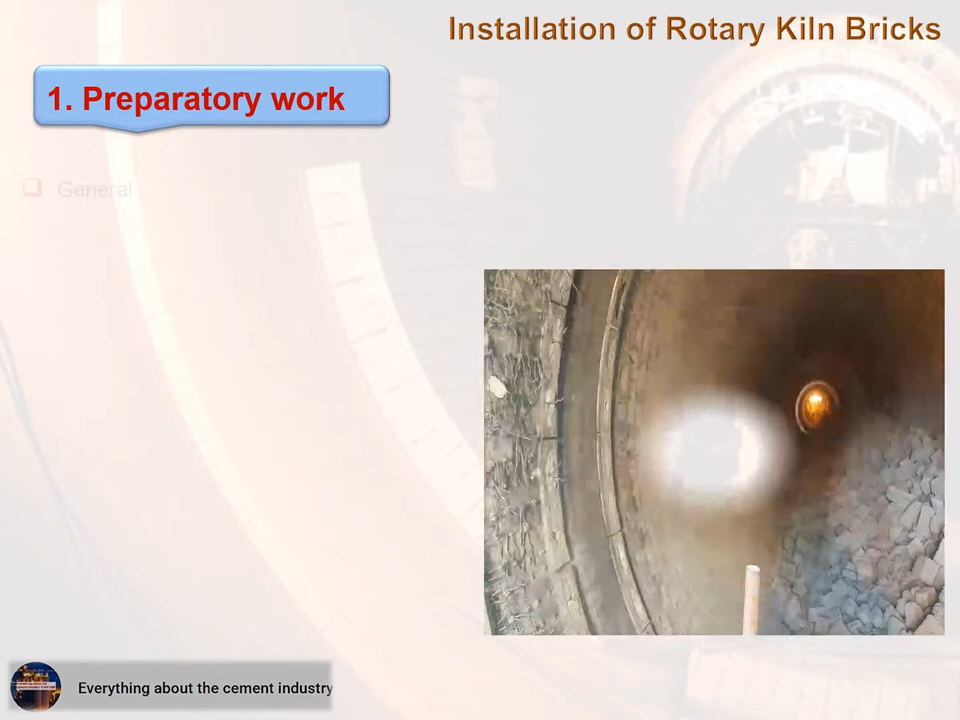 Installation of Rotary Kiln Bricks
1. Preparatory work
General
Everything about the cement industry